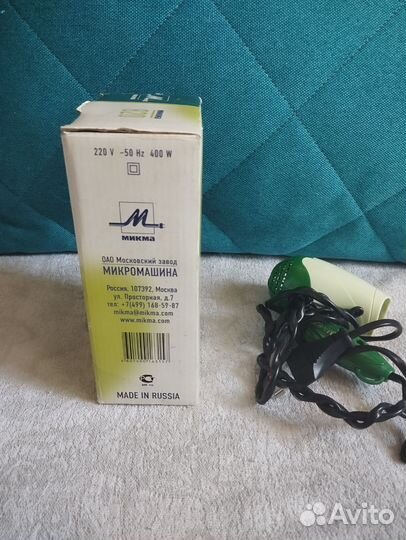 220 V ~50 Hz 400 W
М
МИКМА
ОАО Московский завод
МИКРОМАШИНА
Россия, 107392, Москва
ул. Просторная, д.7
тел: +7(499) 168-59-87
mikma@mikma.com
www.mikma.com
MADE IN RUSSIA
Avito